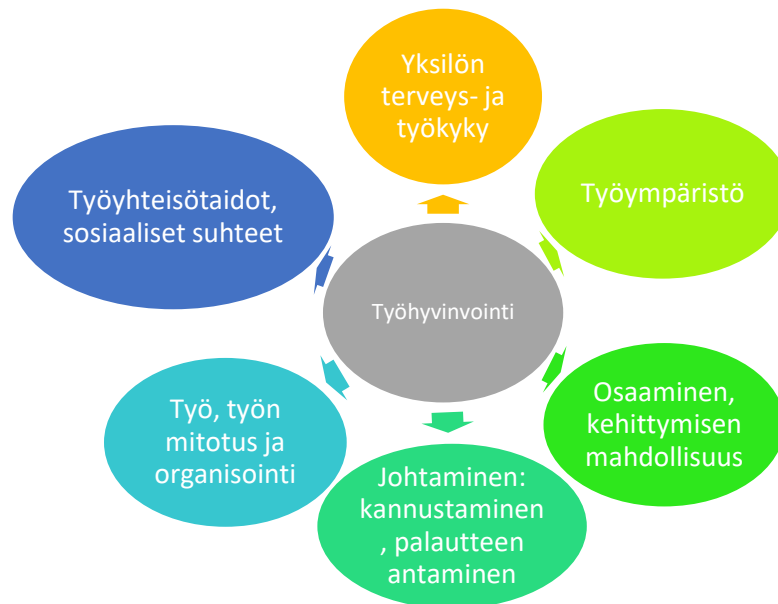 Yksilön
terveys- ja
työkyky
Työympäristö
Osaaminen,
kehittymisen
mahdollisuus
Johtaminen:
kannustaminen
, palautteen
antaminen
Työ, työn
mitotus ja
organisointi
Työyhteisötaidot,
sosiaaliset suhteet
Työhyvinvointi